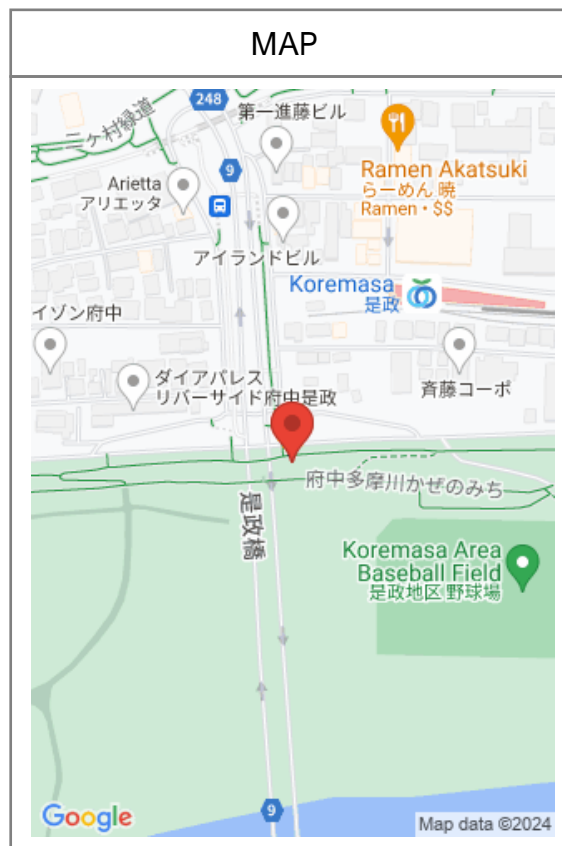 MAP
248
二ヶ村緑道
第一進藤ビル
9
Ramen Akatsuki
らーめん 暁
Ramen・$$
Arietta
アリエッタ
アイランドビル
Koremasa
是政
イゾン府中
ダイアパレス
リバーサイド府中是政
斉藤コーポ
府中多摩川かぜのみち
是政橋
Koremasa Area
Baseball Field
是政地区 野球場
9
Google
Map data ©2024